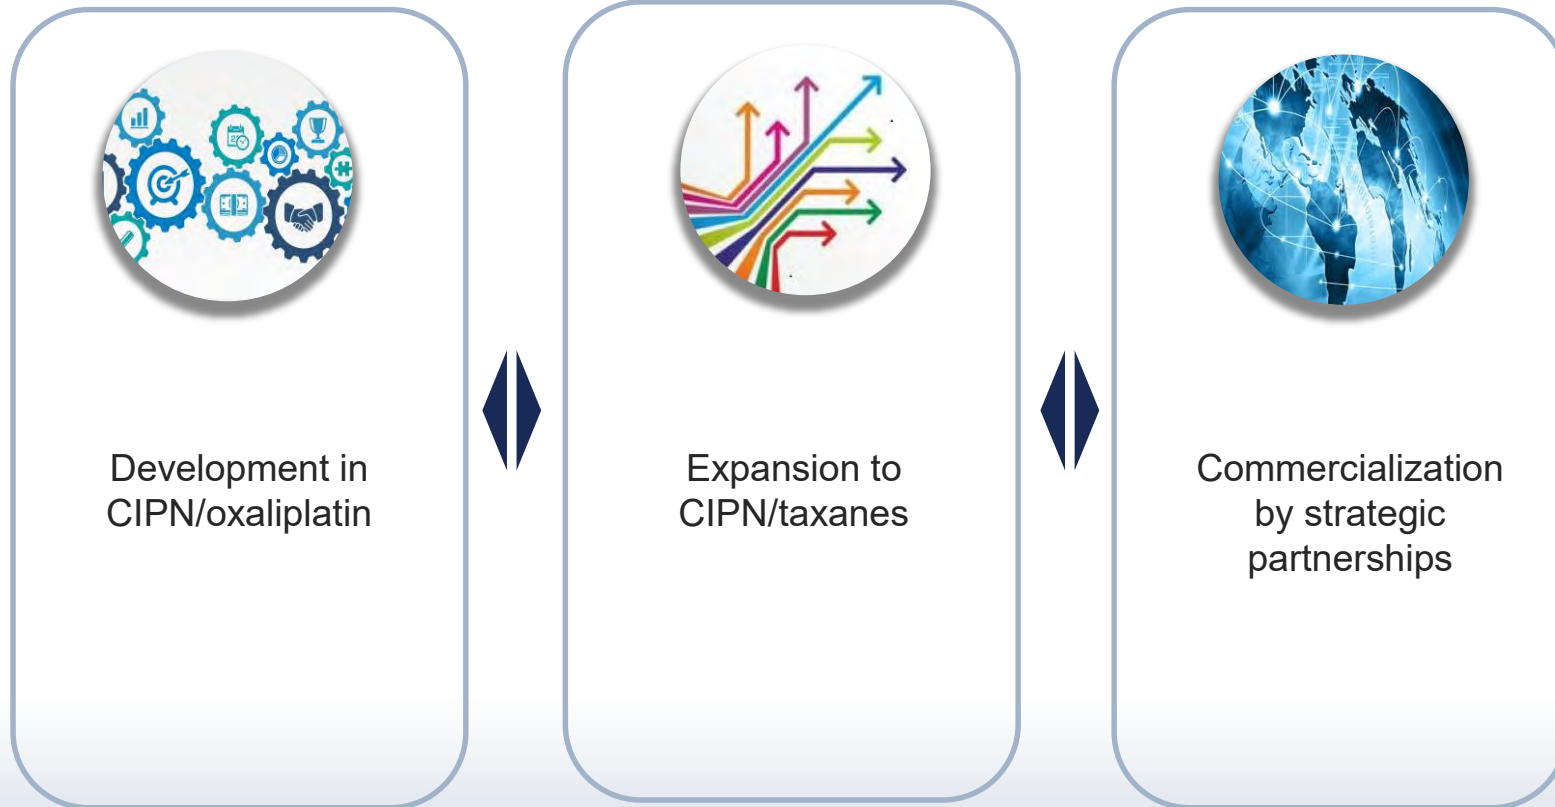 Development in
CIPN/oxaliplatin
Expansion to
CIPN/taxanes
Commercialization
by strategic
partnerships